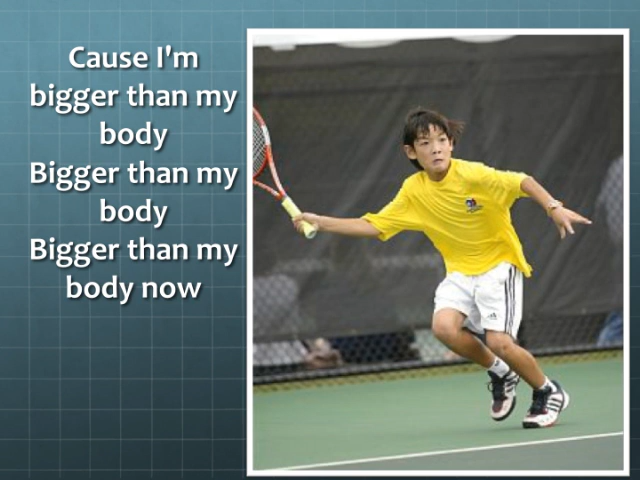 Cause I'm
bigger than my
body
Bigger than my
body
Bigger than my
body now